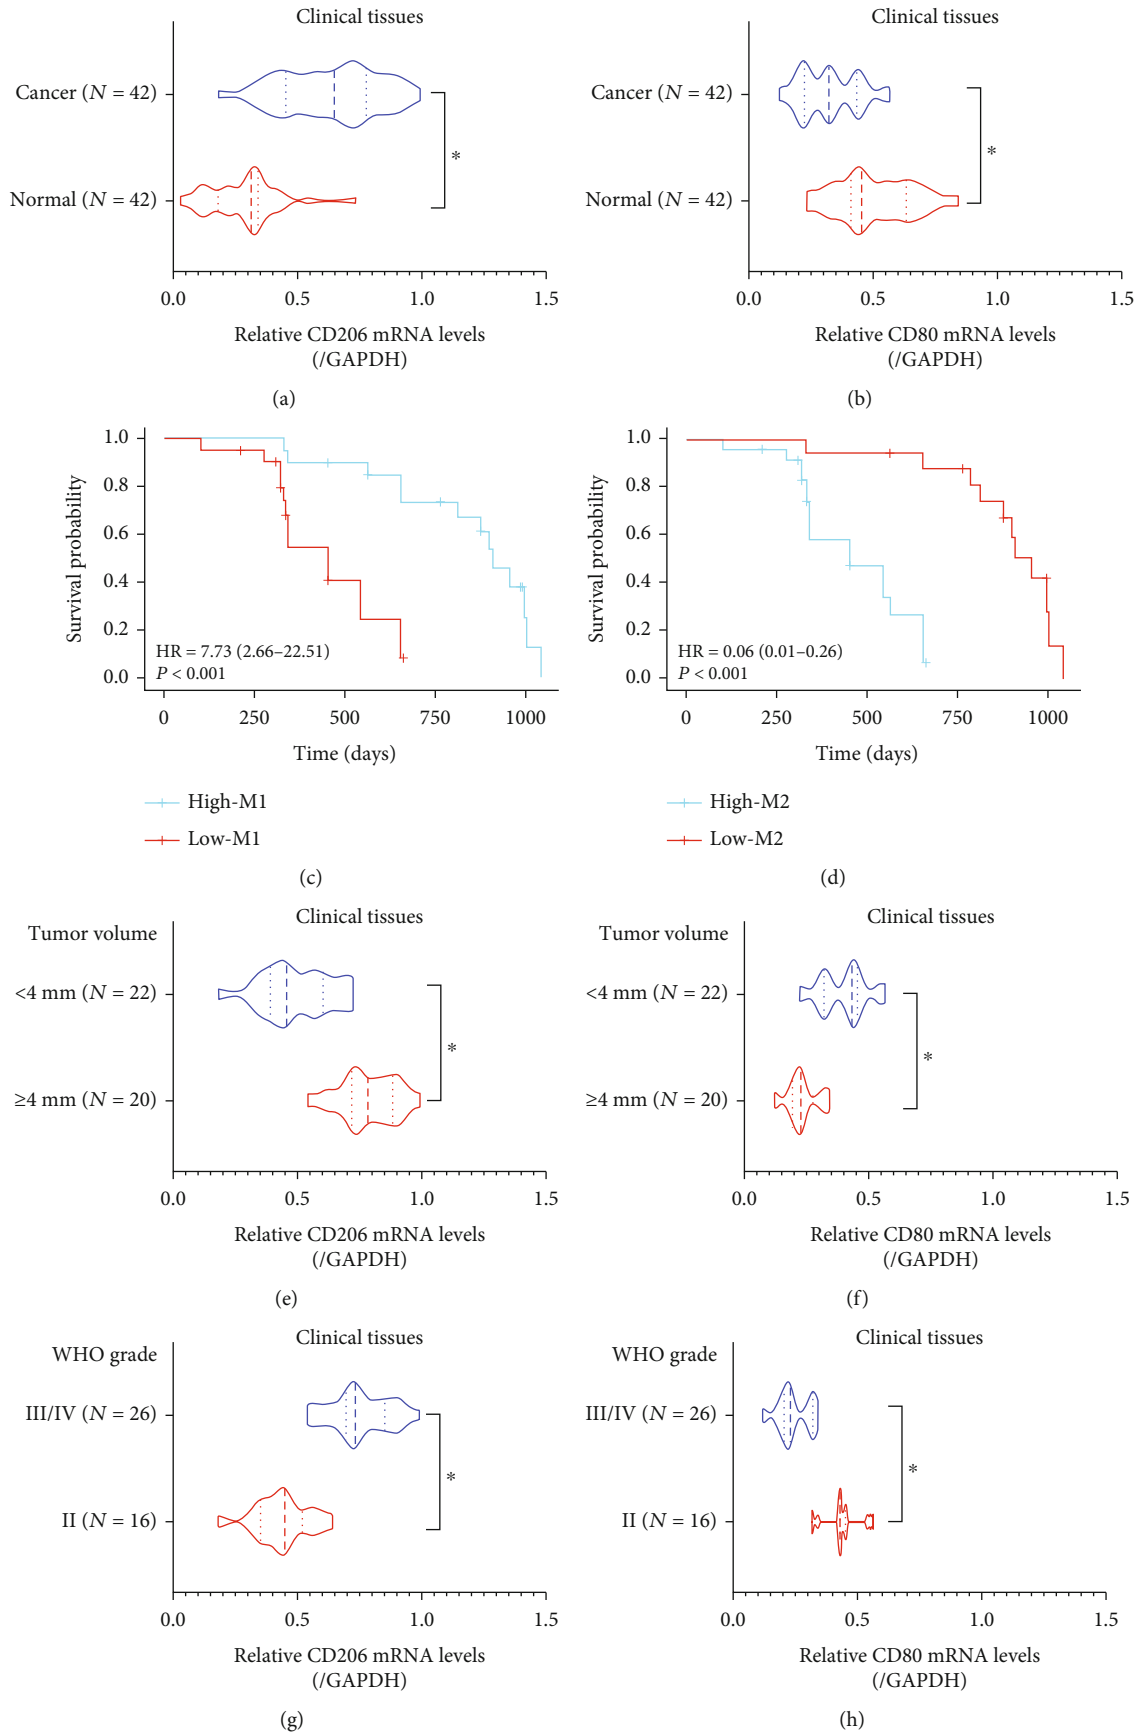 Clinical tissues
Cancer (N = 42)
*
Normal (N = 42)
0.0 0.5 1.0 1.5
Relative CD206 mRNA levels
(/GAPDH)
(a)
Clinical tissues
Cancer (N = 42)
*
Normal (N = 42)
0.0 0.5 1.0 1.5
Relative CD80 mRNA levels
(/GAPDH)
(b)
Survival probability
1.0
0.8
0.6
0.4
0.2
0.0
HR = 7.73 (2.66–22.51)
P < 0.001
0 250 500 750 1000
Time (days)
High-M1
Low-M1
(c)
Survival probability
1.0
0.8
0.6
0.4
0.2
0.0
HR = 0.06 (0.01–0.26)
P < 0.001
0 250 500 750 1000
Time (days)
High-M2
Low-M2
(d)
Clinical tissues
Tumor volume
<4 mm (N = 22)
*
≥4 mm (N = 20)
0.0 0.5 1.0 1.5
Relative CD206 mRNA levels
(/GAPDH)
(e)
Clinical tissues
Tumor volume
<4 mm (N = 22)
*
≥4 mm (N = 20)
0.0 0.5 1.0 1.5
Relative CD80 mRNA levels
(/GAPDH)
(f)
Clinical tissues
WHO grade
III/IV (N = 26)
*
II (N = 16)
0.0 0.5 1.0 1.5
Relative CD206 mRNA levels
(/GAPDH)
(g)
Clinical tissues
WHO grade
III/IV (N = 26)
*
II (N = 16)
0.0 0.5 1.0 1.5
Relative CD80 mRNA levels
(/GAPDH)
(h)